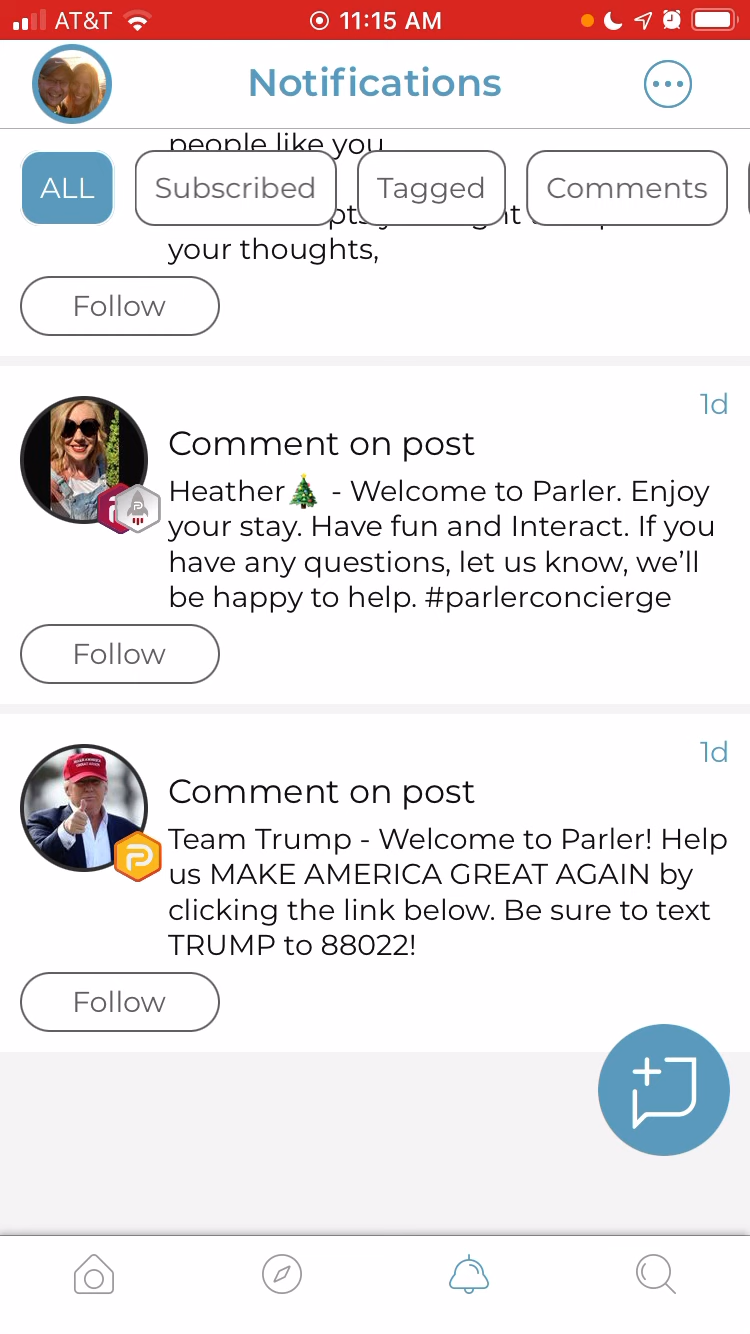 AT&T 11:15 AM
Notifications
people like you
ALL Subscribed Tagged Comments
your thoughts,
Follow
1d
Comment on post
Heather🎄 - Welcome to Parler. Enjoy
your stay. Have fun and Interact. If you
have any questions, let us know, we’ll
be happy to help. #parlerconcierge
Follow
1d
Comment on post
Team Trump - Welcome to Parler! Help
us MAKE AMERICA GREAT AGAIN by
clicking the link below. Be sure to text
TRUMP to 88022!
Follow